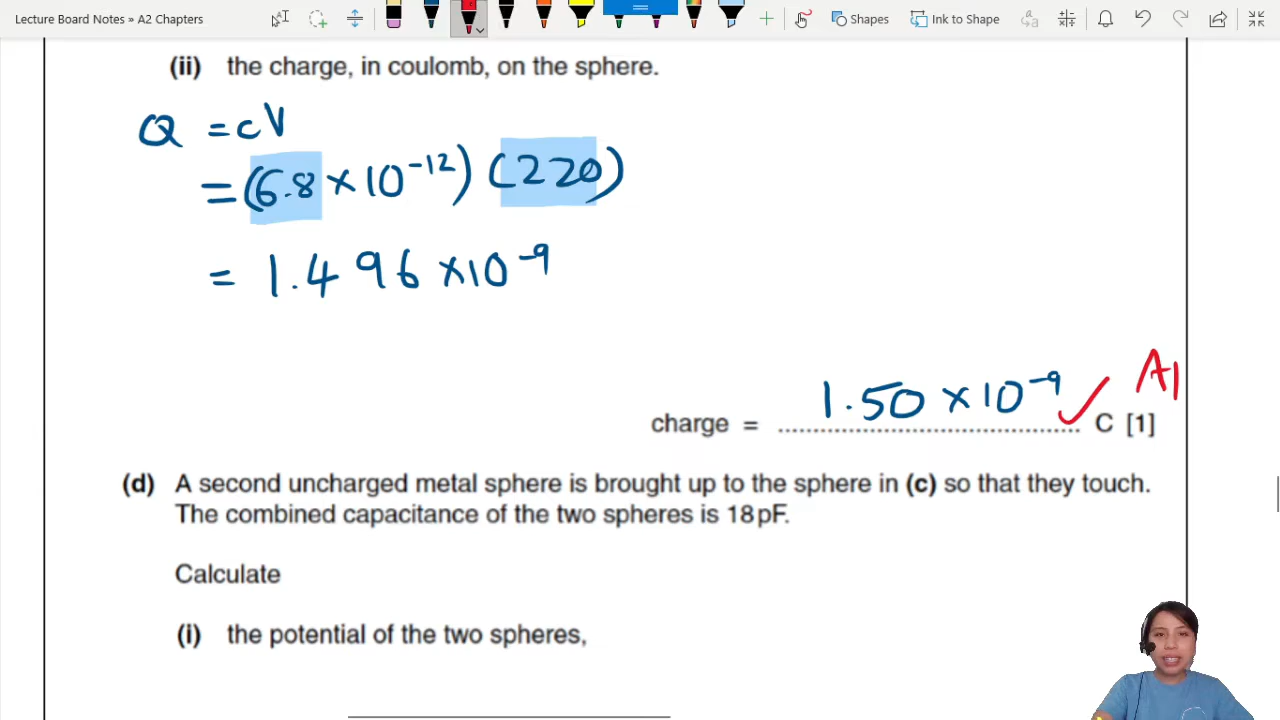 Lecture Board Notes » A2 Chapters
Shapes
Ink to Shape
(ii) the charge, in coulomb, on the sphere.
Q = cV
= (6.8 × 10⁻¹²) (220)
= 1.496 × 10⁻⁹
A1
1.50 × 10⁻⁹ ✓
charge = ............................................ C [1]
(d) A second uncharged metal sphere is brought up to the sphere in (c) so that they touch.
The combined capacitance of the two spheres is 18 pF.
Calculate
(i) the potential of the two spheres,